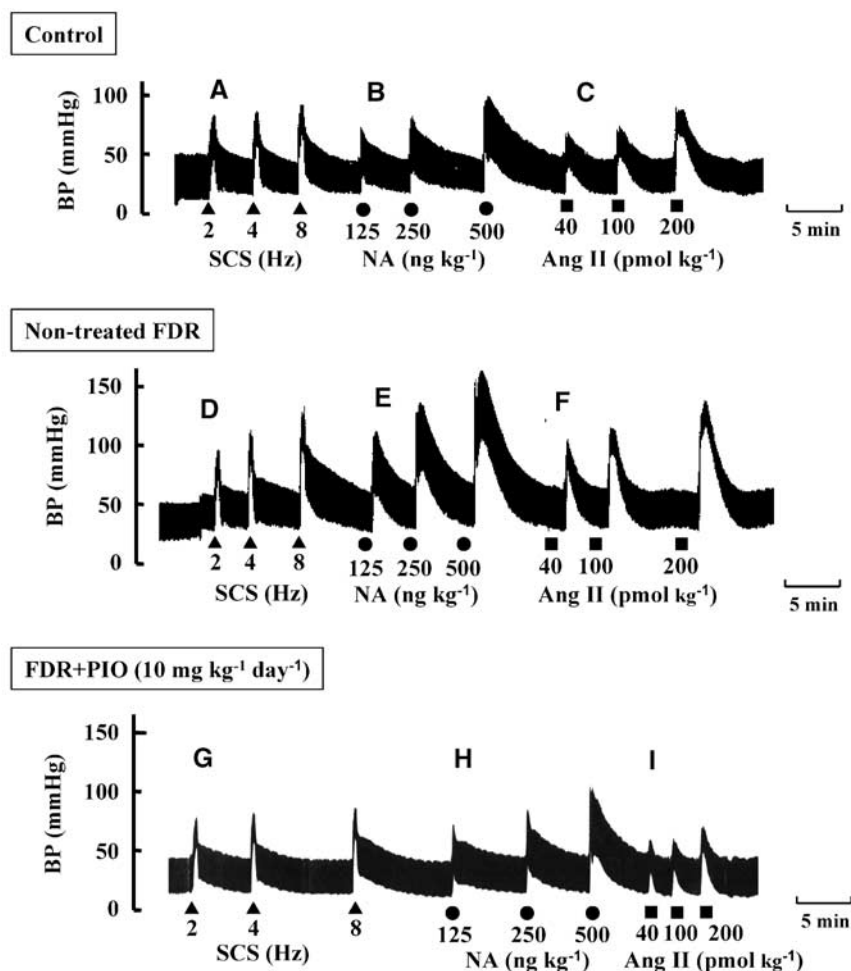 Control
A B C
100
50
0
BP (mmHg)
2 4 8 125 250 500 40 100 200
SCS (Hz) NA (ng kg⁻¹) Ang II (pmol kg⁻¹)
5 min
Non-treated FDR
D E F
150
100
50
0
BP (mmHg)
2 4 8 125 250 500 40 100 200
SCS (Hz) NA (ng kg⁻¹) Ang II (pmol kg⁻¹)
5 min
FDR+PIO (10 mg kg⁻¹ day⁻¹)
G H I
150
100
50
0
BP (mmHg)
2 4 8 125 250 500 40 100 200
SCS (Hz) NA (ng kg⁻¹) Ang II (pmol kg⁻¹)
5 min